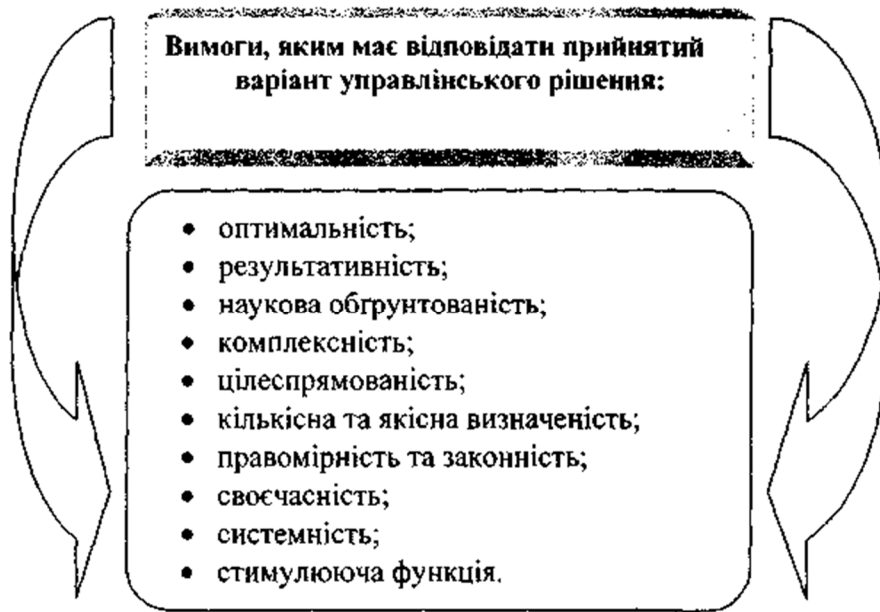 Вимоги, яким має відповідати прийнятий
варіант управлінського рішення:
• оптимальність;
• результативність;
• наукова обґрунтованість;
• комплексність;
• цілеспрямованість;
• кількісна та якісна визначеність;
• правомірність та законність;
• своєчасність;
• системність;
• стимулююча функція.